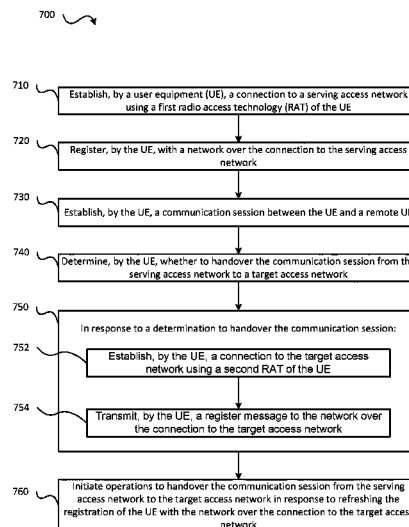 700
710
Establish, by a user equipment (UE), a connection to a serving access network
using a first radio access technology (RAT) of the UE
720
Register, by the UE, with a network over the connection to the serving access
network
730
Establish, by the UE, a communication session between the UE and a remote UE
740
Determine, by the UE, whether to handover the communication session from the
serving access network to a target access network
750
In response to a determination to handover the communication session:
752
Establish, by the UE, a connection to the target access
network using a second RAT of the UE
754
Transmit, by the UE, a register message to the network over
the connection to the target access network
760
Initiate operations to handover the communication session from the serving
access network to the target access network in response to refreshing the
registration of the UE with the network over the connection to the target access
network